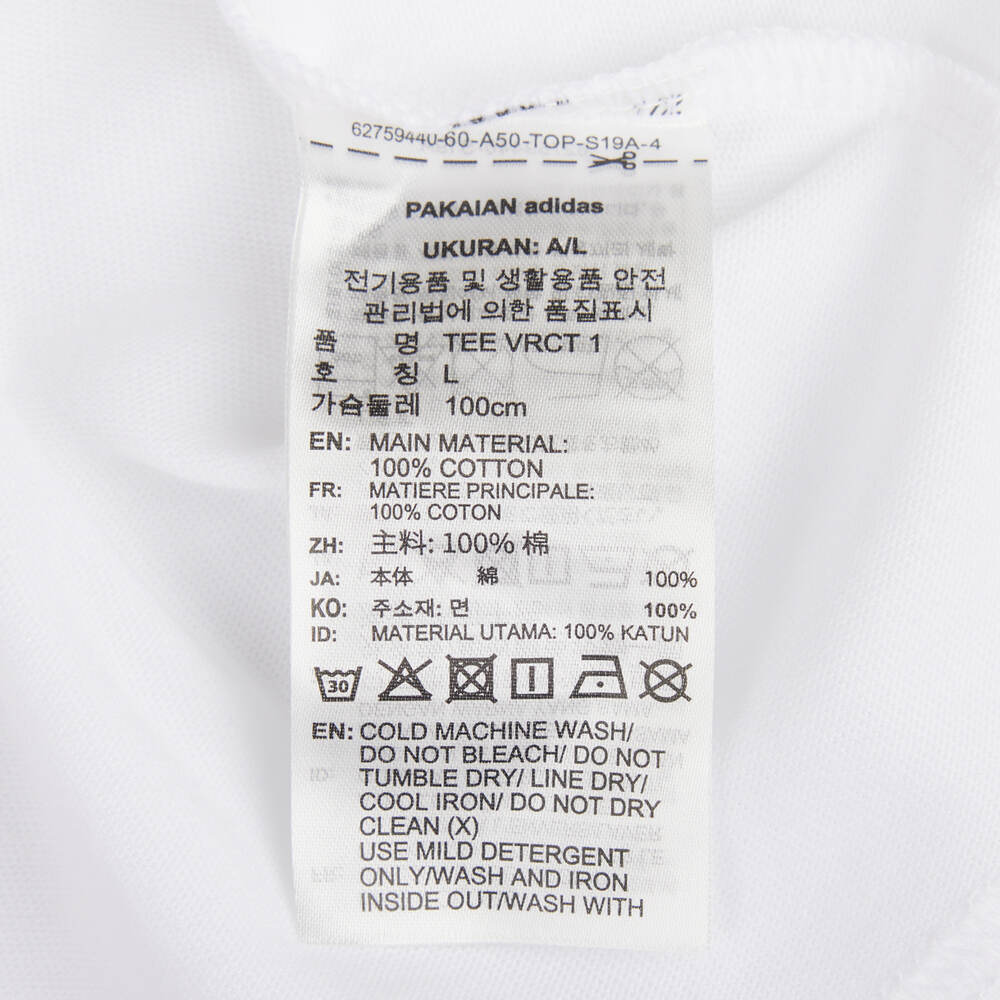 62759440-60-A50-TOP-S19A-4
PAKAIAN adidas
UKURAN: A/L
전기용품 및 생활용품 안전
관리법에 의한 품질표시
품 명 TEE VRCT 1
호 칭 L
가슴둘레 100cm
EN: MAIN MATERIAL:
100% COTTON
FR: MATIERE PRINCIPALE:
100% COTON
ZH: 主料: 100% 棉
JA: 本体 綿 100%
KO: 주소재: 면 100%
ID: MATERIAL UTAMA: 100% KATUN
30
EN: COLD MACHINE WASH/
DO NOT BLEACH/ DO NOT
TUMBLE DRY/ LINE DRY/
COOL IRON/ DO NOT DRY
CLEAN (X)
USE MILD DETERGENT
ONLY/WASH AND IRON
INSIDE OUT/WASH WITH